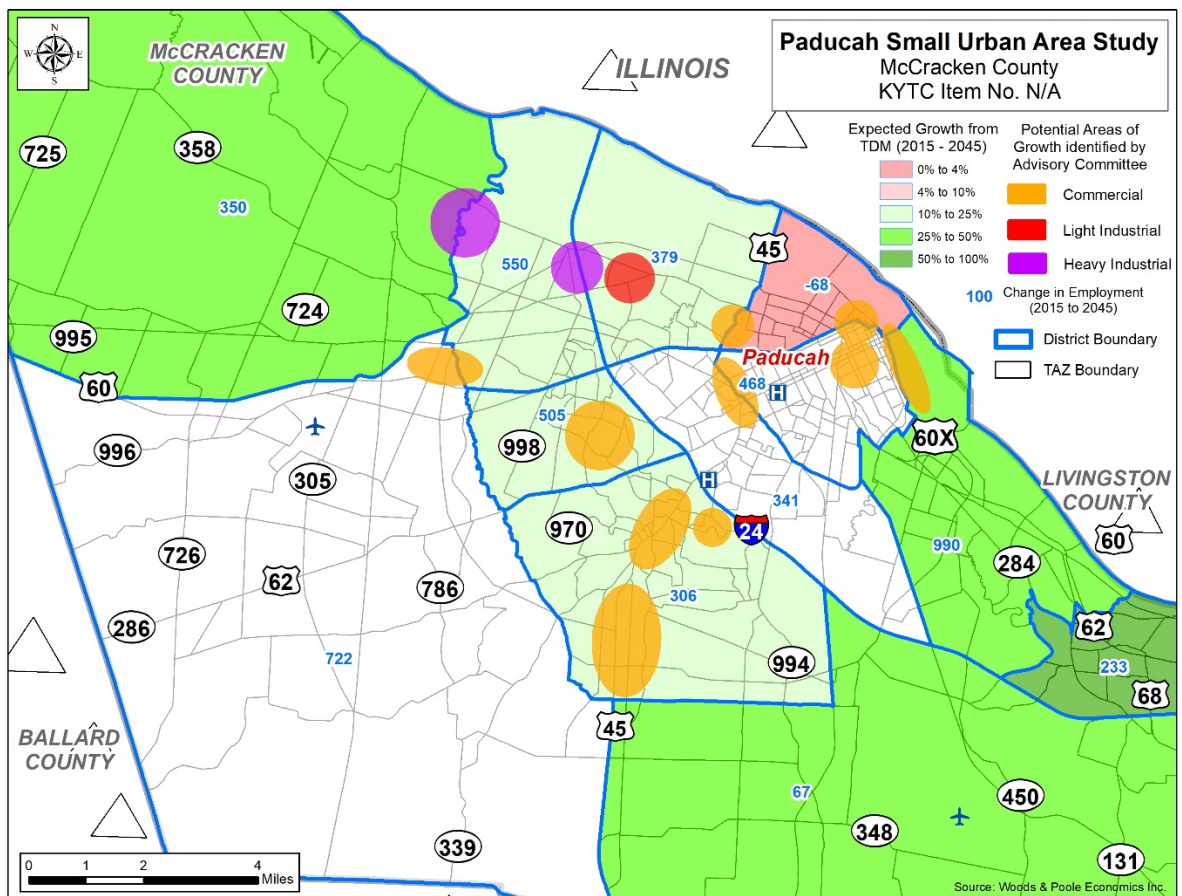 N
W E
S
McCRACKEN
COUNTY
ILLINOIS
Paducah Small Urban Area Study
McCracken County
KYTC Item No. N/A
Expected Growth from
TDM (2015 - 2045)
0% to 4%
4% to 10%
10% to 25%
25% to 50%
50% to 100%
Potential Areas of
Growth identified by
Advisory Committee
Commercial
Light Industrial
Heavy Industrial
100 Change in Employment
(2015 to 2045)
District Boundary
TAZ Boundary
725
358
350
550
379
45
-68
724
995
60
Paducah
468
H
505
998
996
305
60X
LIVINGSTON
COUNTY
H
341
970
24
990
60
726
62
786
284
286
306
62
722
994
233
68
BALLARD
COUNTY
45
67
450
348
339
131
0 1 2 4
Miles
Source: Woods & Poole Economics Inc.